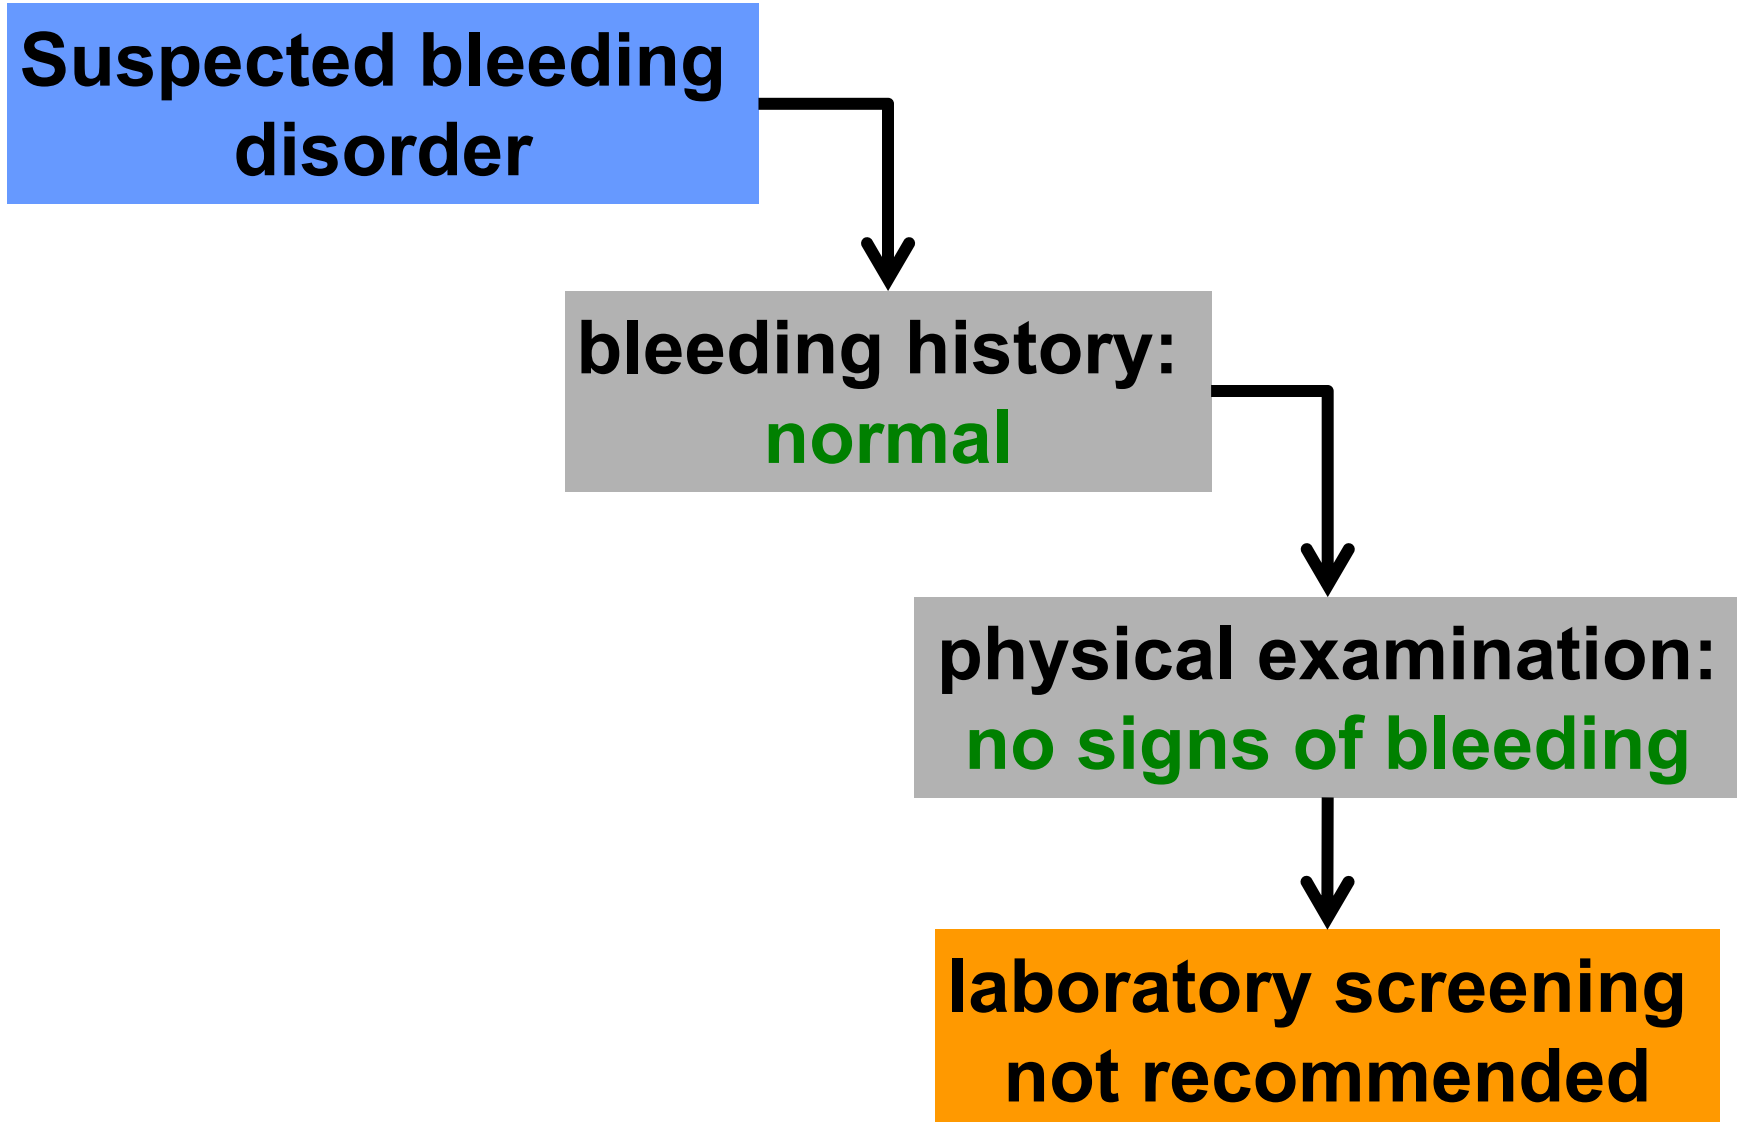 Suspected bleeding
disorder
bleeding history:
normal
physical examination:
no signs of bleeding
laboratory screening
not recommended